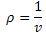 ρ = 1/v